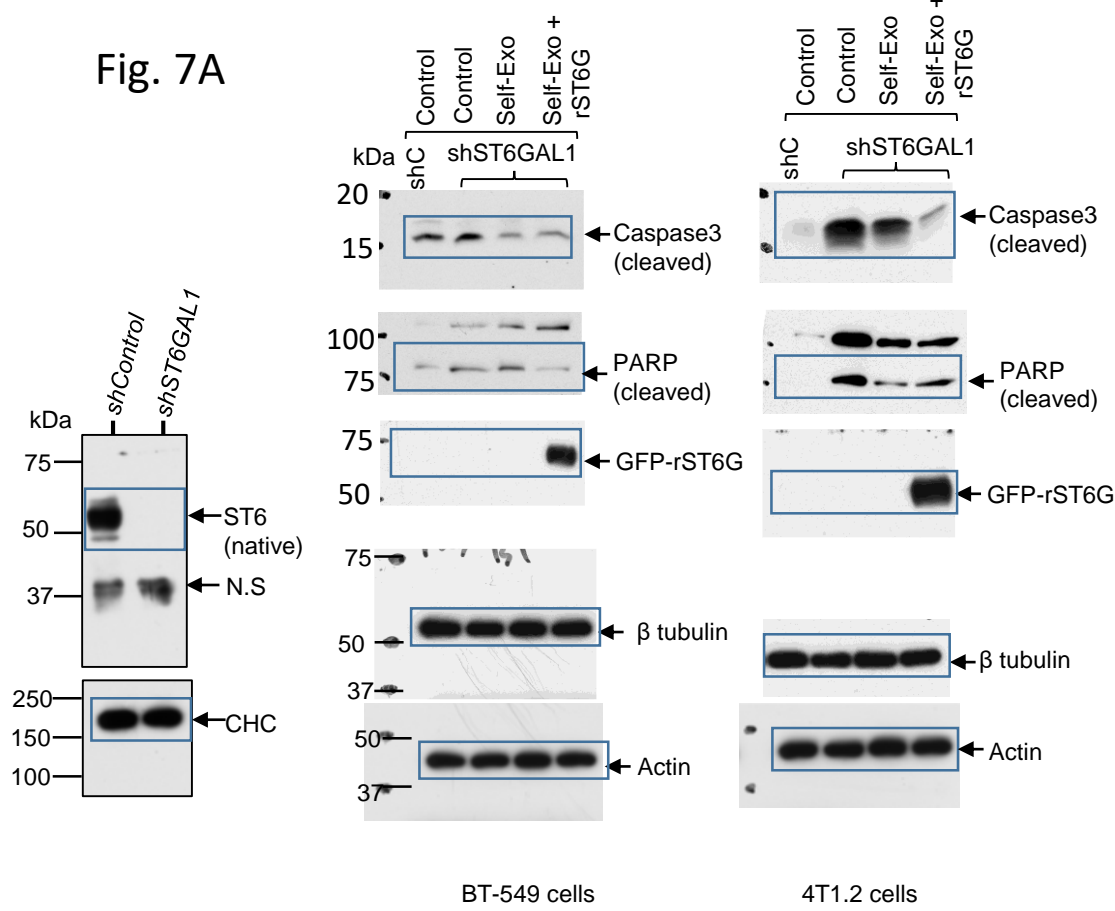 Fig. 7A
kDa
shControl
shST6GAL1
75
50
37
ST6
(native)
N.S
250
150
100
CHC
Control
Control
Self-Exo
Self-Exo +
rST6G
kDa
shC
shST6GAL1
20
15
Caspase3
(cleaved)
100
75
PARP
(cleaved)
75
50
GFP-rST6G
75
50
37
β tubulin
50
37
Actin
BT-549 cells
Control
Control
Self-Exo
Self-Exo +
rST6G
shC
shST6GAL1
Caspase3
(cleaved)
PARP
(cleaved)
GFP-rST6G
β tubulin
Actin
4T1.2 cells